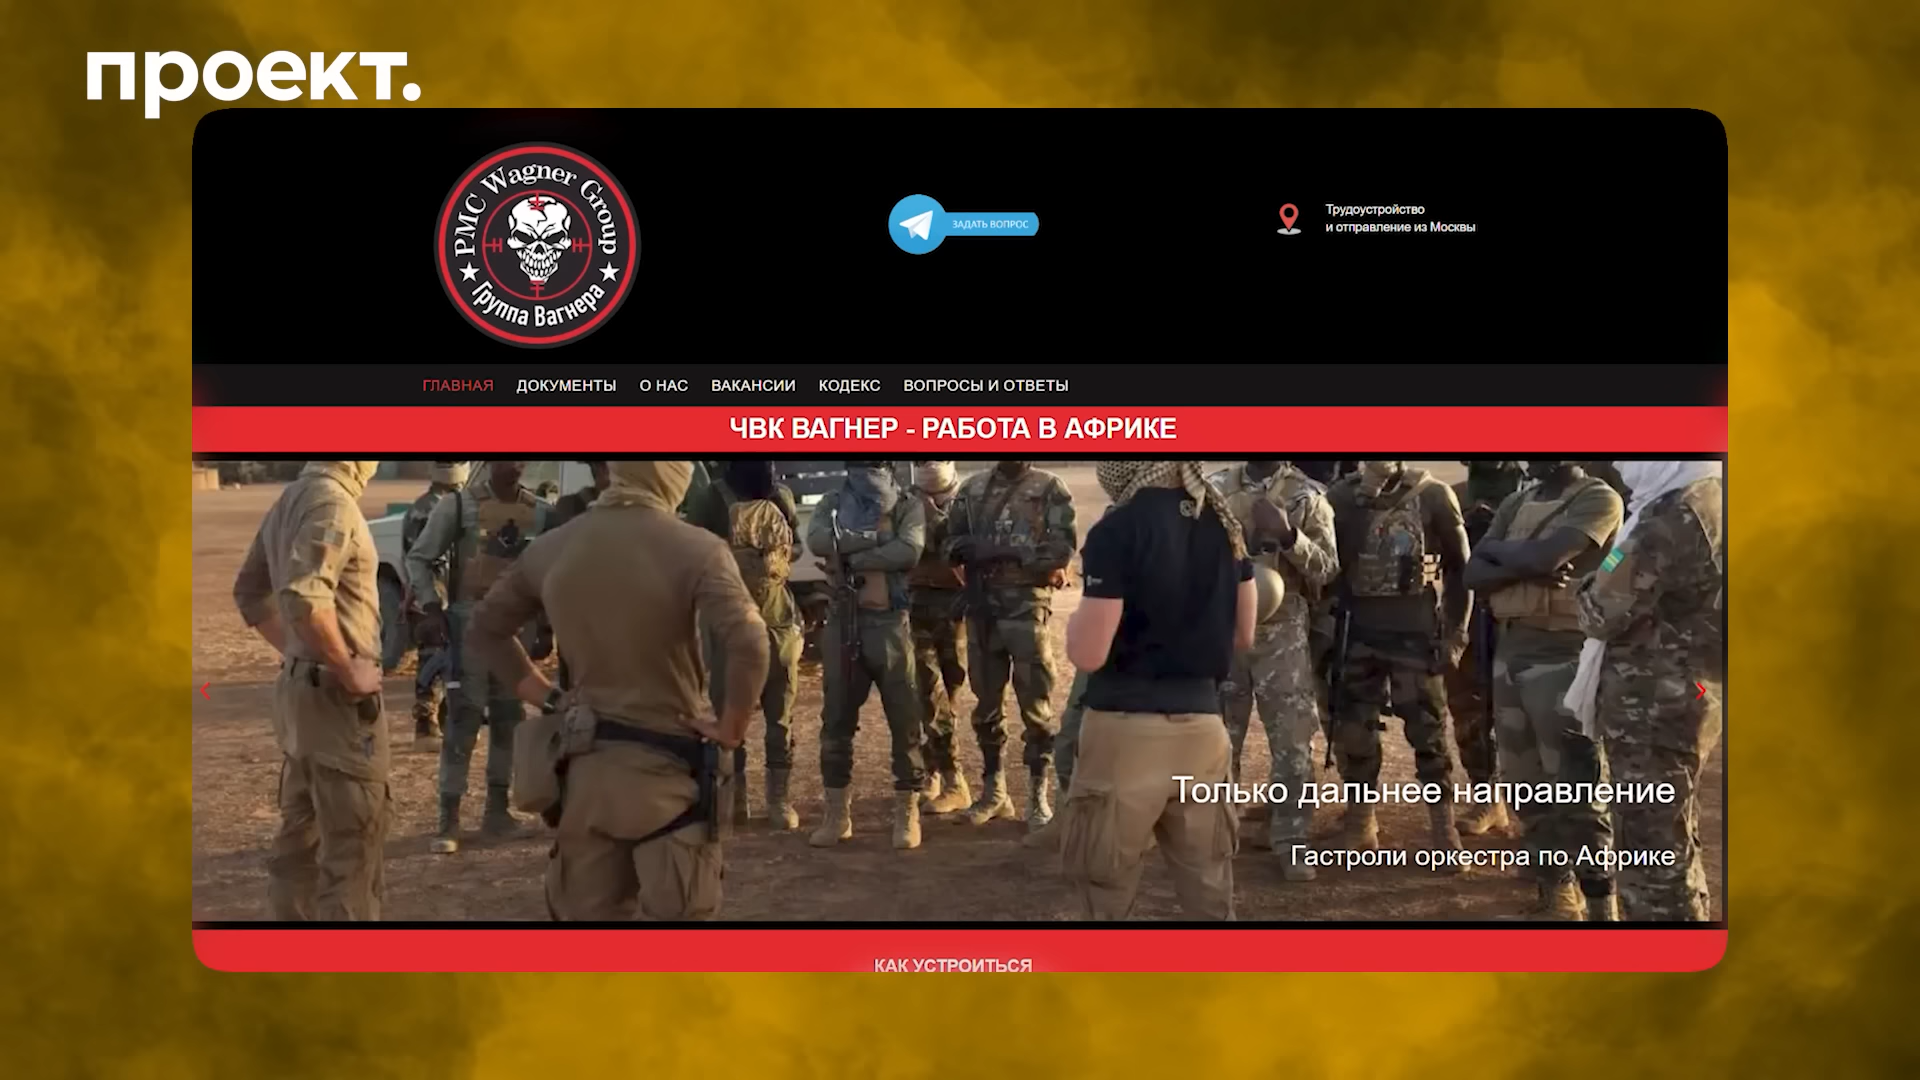 проект.
PMC Wagner Group
Группа Вагнера
ЗАДАТЬ ВОПРОС
Трудоустройство
и отправление из Москвы
ГЛАВНАЯ ДОКУМЕНТЫ О НАС ВАКАНСИИ КОДЕКС ВОПРОСЫ И ОТВЕТЫ
ЧВК ВАГНЕР - РАБОТА В АФРИКЕ
Только дальнее направление
Гастроли оркестра по Африке
КАК УСТРОИТЬСЯ